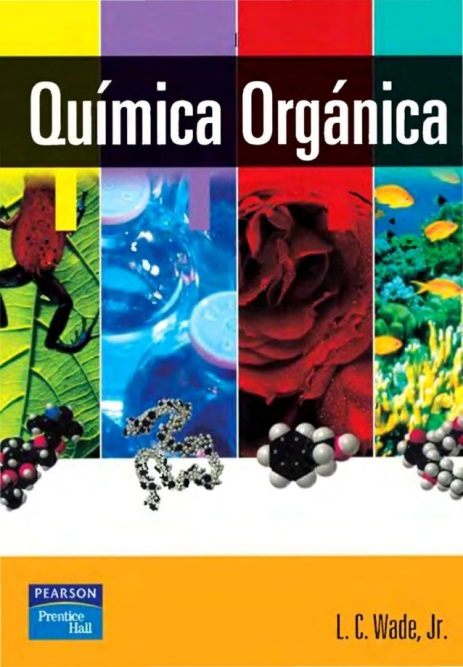 Química Orgánica
PEARSON
Prentice
Hall
L. C. Wade, Jr.